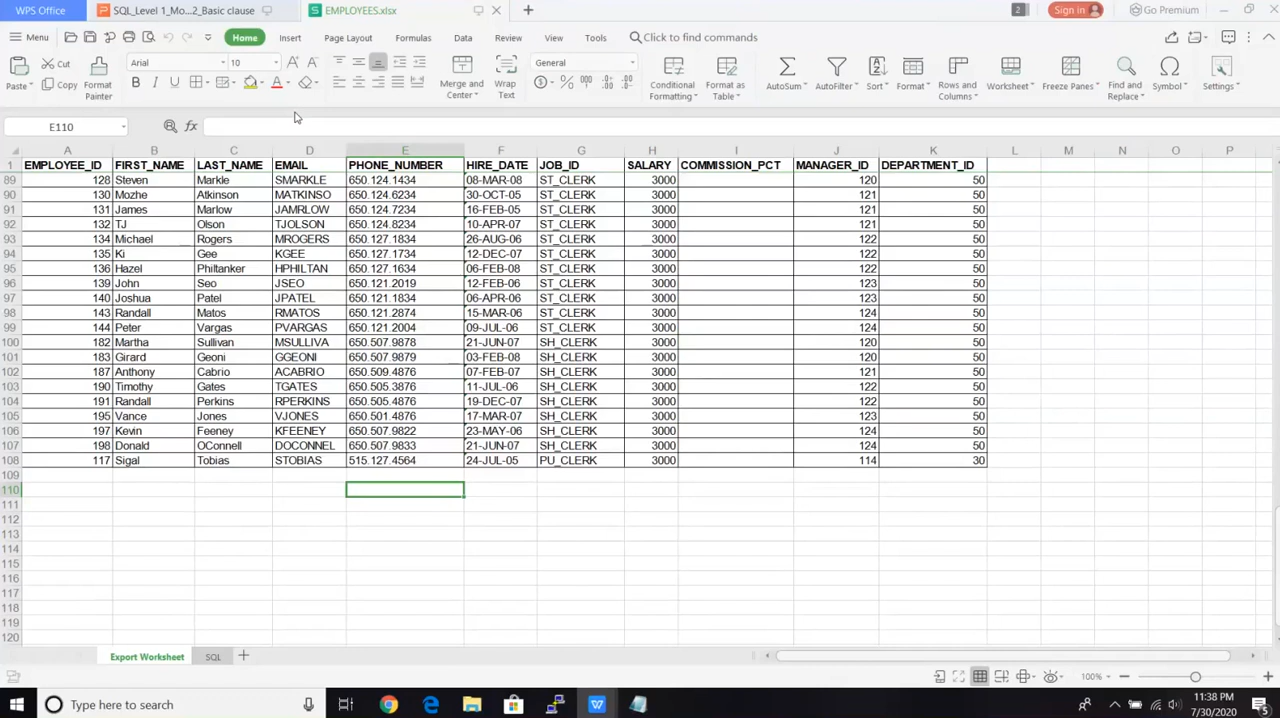 WPS Office SQL_Level 1_Mo...2_Basic clause EMPLOYEES.xlsx 2 Sign in Go Premium
Menu Home Insert Page Layout Formulas Data Review View Tools Click to find commands
Cut Arial 10 General
Paste Copy Format Painter Merge and Center Wrap Text Conditional Formatting Format as Table AutoSum AutoFilter Sort Format Rows and Columns Worksheet Freeze Panes Find and Replace Symbol Settings
E110 fx
A B C D E F G H I J K L M N O P
1 EMPLOYEE_ID FIRST_NAME LAST_NAME EMAIL PHONE_NUMBER HIRE_DATE JOB_ID SALARY COMMISSION_PCT MANAGER_ID DEPARTMENT_ID
89 128 Steven Markle SMARKLE 650.124.1434 08-MAR-08 ST_CLERK 3000 120 50
90 130 Mozhe Atkinson MATKINSO 650.124.6234 30-OCT-05 ST_CLERK 3000 121 50
91 131 James Marlow JAMRLOW 650.124.7234 16-FEB-05 ST_CLERK 3000 121 50
92 132 TJ Olson TJOLSON 650.124.8234 10-APR-07 ST_CLERK 3000 121 50
93 134 Michael Rogers MROGERS 650.127.1834 26-AUG-06 ST_CLERK 3000 122 50
94 135 Ki Gee KGEE 650.127.1734 12-DEC-07 ST_CLERK 3000 122 50
95 136 Hazel Philtanker HPHILTAN 650.127.1634 06-FEB-08 ST_CLERK 3000 122 50
96 139 John Seo JSEO 650.121.2019 12-FEB-06 ST_CLERK 3000 123 50
97 140 Joshua Patel JPATEL 650.121.1834 06-APR-06 ST_CLERK 3000 123 50
98 143 Randall Matos RMATOS 650.121.2874 15-MAR-06 ST_CLERK 3000 124 50
99 144 Peter Vargas PVARGAS 650.121.2004 09-JUL-06 ST_CLERK 3000 124 50
100 182 Martha Sullivan MSULLIVA 650.507.9878 21-JUN-07 SH_CLERK 3000 120 50
101 183 Girard Geoni GGEONI 650.507.9879 03-FEB-08 SH_CLERK 3000 120 50
102 187 Anthony Cabrio ACABRIO 650.509.4876 07-FEB-07 SH_CLERK 3000 121 50
103 190 Timothy Gates TGATES 650.505.3876 11-JUL-06 SH_CLERK 3000 122 50
104 191 Randall Perkins RPERKINS 650.505.4876 19-DEC-07 SH_CLERK 3000 122 50
105 195 Vance Jones VJONES 650.501.4876 17-MAR-07 SH_CLERK 3000 123 50
106 197 Kevin Feeney KFEENEY 650.507.9822 23-MAY-06 SH_CLERK 3000 124 50
107 198 Donald OConnell DOCONNEL 650.507.9833 21-JUN-07 SH_CLERK 3000 124 50
108 117 Sigal Tobias STOBIAS 515.127.4564 24-JUL-05 PU_CLERK 3000 114 30
109
110
111
112
113
114
115
116
117
118
119
120
Export Worksheet SQL
100%
Type here to search 11:38 PM
7/30/2020 5